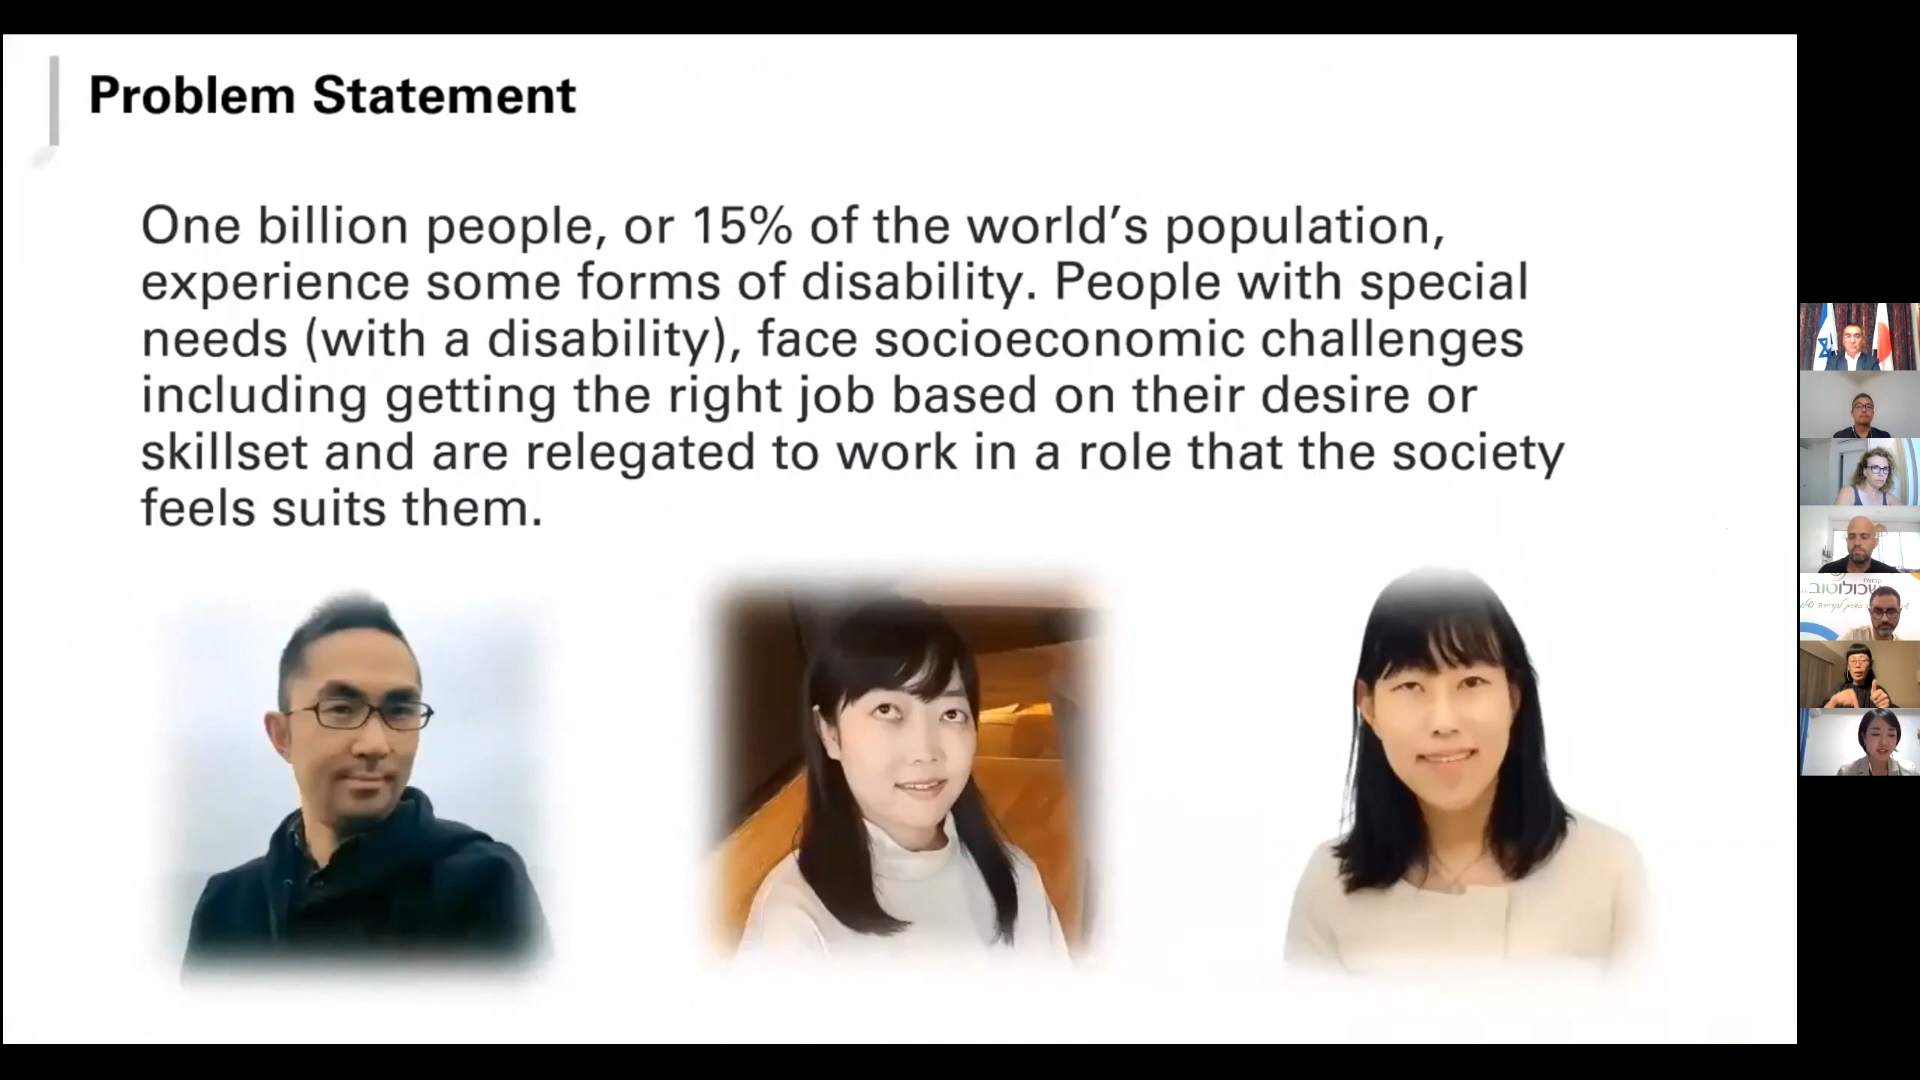 Problem Statement
One billion people, or 15% of the world’s population,
experience some forms of disability. People with special
needs (with a disability), face socioeconomic challenges
including getting the right job based on their desire or
skillset and are relegated to work in a role that the society
feels suits them.
שכולוטוב..